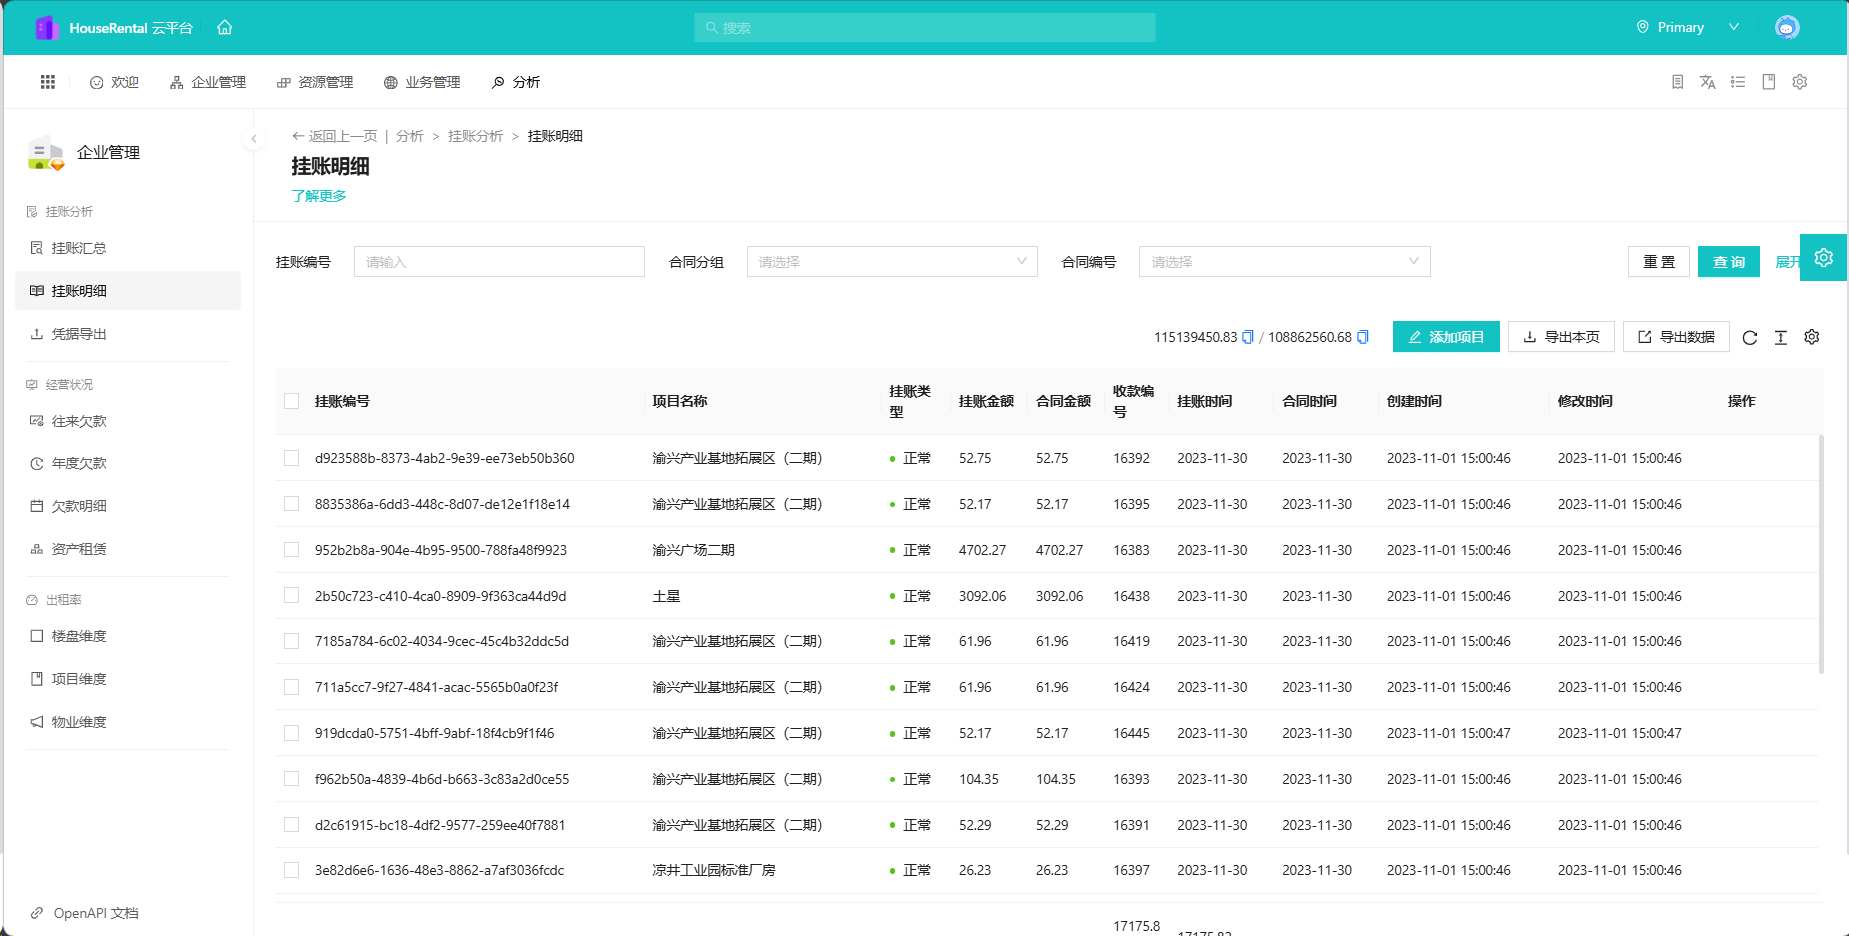 HouseRental 云平台
搜索
Primary
欢迎
企业管理
资源管理
业务管理
分析
企业管理
挂账分析
挂账汇总
挂账明细
凭据导出
经营状况
往来欠款
年度欠款
欠款明细
资产租赁
出租率
楼盘维度
项目维度
物业维度
OpenAPI 文档
返回上一页 | 分析 > 挂账分析 > 挂账明细
挂账明细
了解更多
挂账编号 请输入 合同分组 请选择 合同编号 请选择 重 置 查 询 展开
115139450.83 / 108862560.68 添加项目 导出本页 导出数据
挂账编号 项目名称 挂账类型 挂账金额 合同金额 收款编号 挂账时间 合同时间 创建时间 修改时间 操作
d923588b-8373-4ab2-9e39-ee73eb50b360 渝兴产业基地拓展区（二期） 正常 52.75 52.75 16392 2023-11-30 2023-11-30 2023-11-01 15:00:46 2023-11-01 15:00:46
8835386a-6dd3-448c-8d07-de12e1f18e14 渝兴产业基地拓展区（二期） 正常 52.17 52.17 16395 2023-11-30 2023-11-30 2023-11-01 15:00:46 2023-11-01 15:00:46
952b2b8a-904e-4b95-9500-788fa48f9923 渝兴广场二期 正常 4702.27 4702.27 16383 2023-11-30 2023-11-30 2023-11-01 15:00:46 2023-11-01 15:00:46
2b50c723-c410-4ca0-8909-9f363ca44d9d 土星 正常 3092.06 3092.06 16438 2023-11-30 2023-11-30 2023-11-01 15:00:46 2023-11-01 15:00:46
7185a784-6c02-4034-9cec-45c4b32ddc5d 渝兴产业基地拓展区（二期） 正常 61.96 61.96 16419 2023-11-30 2023-11-30 2023-11-01 15:00:46 2023-11-01 15:00:46
711a5cc7-9f27-4841-acac-5565b0a0f23f 渝兴产业基地拓展区（二期） 正常 61.96 61.96 16424 2023-11-30 2023-11-30 2023-11-01 15:00:46 2023-11-01 15:00:46
919dcda0-5751-4bff-9abf-18f4cb9f1f46 渝兴产业基地拓展区（二期） 正常 52.17 52.17 16445 2023-11-30 2023-11-30 2023-11-01 15:00:47 2023-11-01 15:00:47
f962b50a-4839-4b6d-b663-3c83a2d0ce55 渝兴产业基地拓展区（二期） 正常 104.35 104.35 16393 2023-11-30 2023-11-30 2023-11-01 15:00:46 2023-11-01 15:00:46
d2c61915-bc18-4df2-9577-259ee40f7881 渝兴产业基地拓展区（二期） 正常 52.29 52.29 16391 2023-11-30 2023-11-30 2023-11-01 15:00:46 2023-11-01 15:00:46
3e82d6e6-1636-48e3-8862-a7af3036fcdc 凉井工业园标准厂房 正常 26.23 26.23 16397 2023-11-30 2023-11-30 2023-11-01 15:00:46 2023-11-01 15:00:46
17175.8